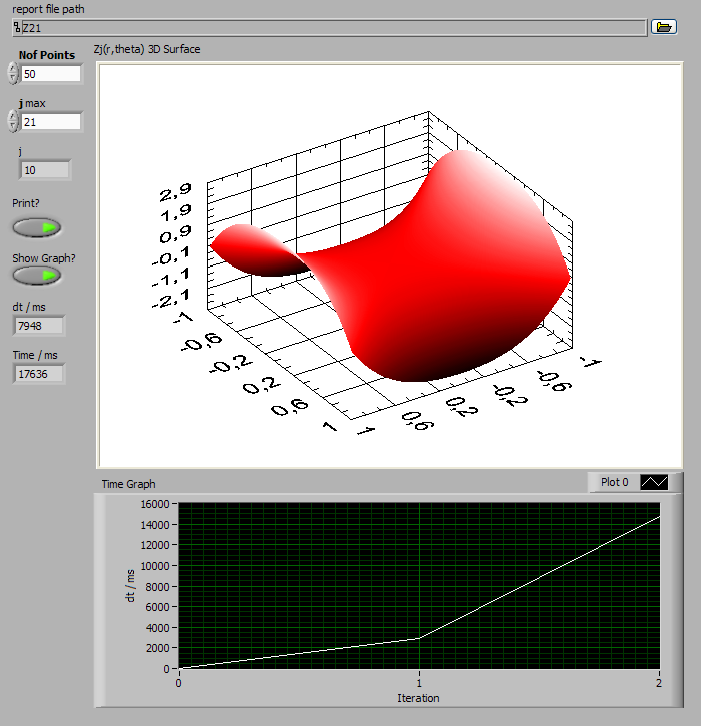 report file path
Z21
Nof Points
50
j max
21
j
10
Print?
Show Graph?
dt / ms
7948
Time / ms
17636
Zj(r,theta) 3D Surface
2,9
1,9
0,9
-0,1
-1,1
-2,1
-1
-0,6
-0,2
0,2
0,6
1
1
0,6
0,2
-0,2
-0,6
-1
Time Graph
Plot 0
16000
14000
12000
10000
8000
6000
4000
2000
0
dt / ms
0 1 2
Iteration